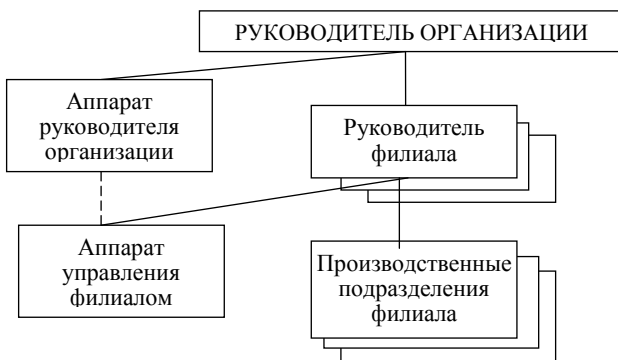 РУКОВОДИТЕЛЬ ОРГАНИЗАЦИИ
Аппарат
руководителя
организации
Руководитель
филиала
Аппарат
управления
филиалом
Производственные
подразделения
филиала